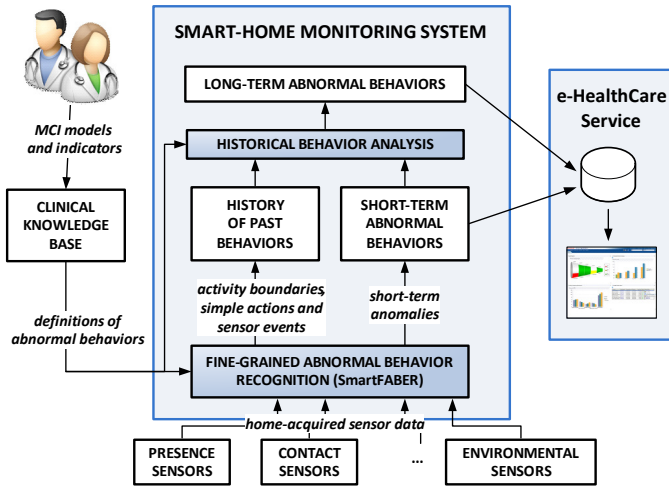 SMART-HOME MONITORING SYSTEM
LONG-TERM ABNORMAL BEHAVIORS
e-HealthCare
Service
MCI models
and indicators
HISTORICAL BEHAVIOR ANALYSIS
CLINICAL
KNOWLEDGE
BASE
HISTORY
OF PAST
BEHAVIORS
SHORT-TERM
ABNORMAL
BEHAVIORS
activity boundaries,
simple actions and
sensor events
short-term
anomalies
definitions of
abnormal behaviors
FINE-GRAINED ABNORMAL BEHAVIOR
RECOGNITION (SmartFABER)
home-acquired sensor data
PRESENCE
SENSORS
CONTACT
SENSORS
...
...
ENVIRONMENTAL
SENSORS